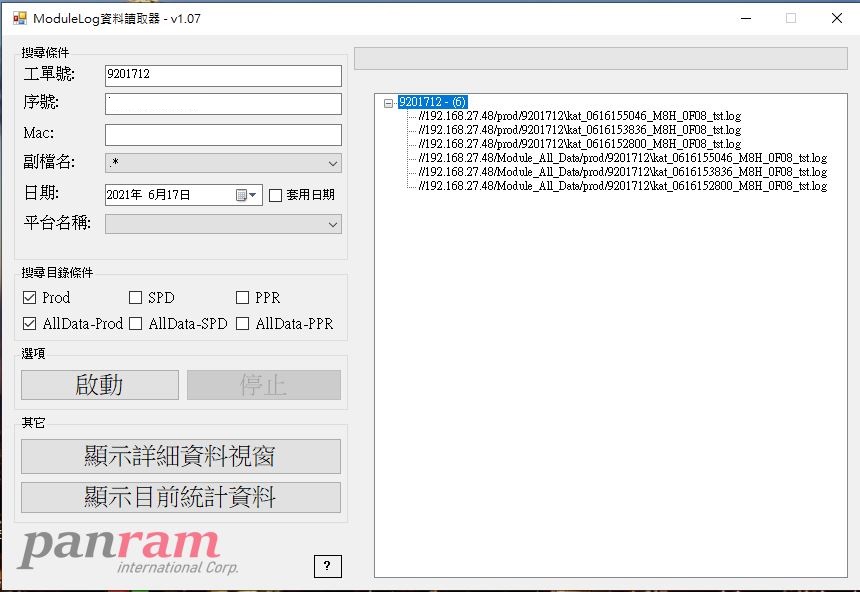 ModuleLog資料讀取器 - v1.07
搜尋條件
工單號: 9201712
序號:
Mac:
副檔名: .*
日期: 2021年 6月17日 套用日期
平台名稱:
搜尋目錄條件
Prod SPD PPR
AllData-Prod AllData-SPD AllData-PPR
選項
啟動 停止
其它
顯示詳細資料視窗
顯示目前統計資料
panram
international Corp.
?
9201712 - (6)
//192.168.27.48/prod/9201712\kat_0616155046_M8H_0F08_tst.log
//192.168.27.48/prod/9201712\kat_0616153836_M8H_0F08_tst.log
//192.168.27.48/prod/9201712\kat_0616152800_M8H_0F08_tst.log
//192.168.27.48/Module_All_Data/prod/9201712\kat_0616155046_M8H_0F08_tst.log
//192.168.27.48/Module_All_Data/prod/9201712\kat_0616153836_M8H_0F08_tst.log
//192.168.27.48/Module_All_Data/prod/9201712\kat_0616152800_M8H_0F08_tst.log